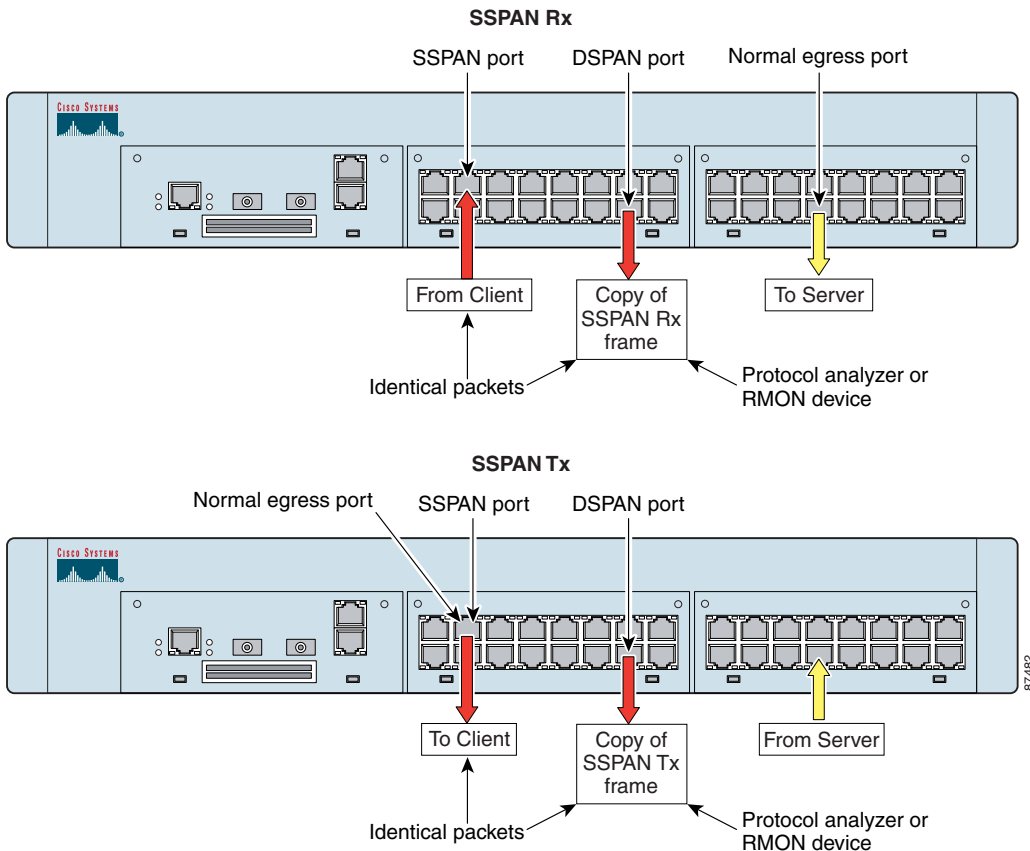 SSPAN Rx
SSPAN port
DSPAN port
Normal egress port
CISCO SYSTEMS
®
From Client
Copy of
SSPAN Rx
frame
To Server
Identical packets
Protocol analyzer or
RMON device
SSPAN Tx
Normal egress port
SSPAN port
DSPAN port
CISCO SYSTEMS
®
To Client
Copy of
SSPAN Tx
frame
From Server
87482
Identical packets
Protocol analyzer or
RMON device